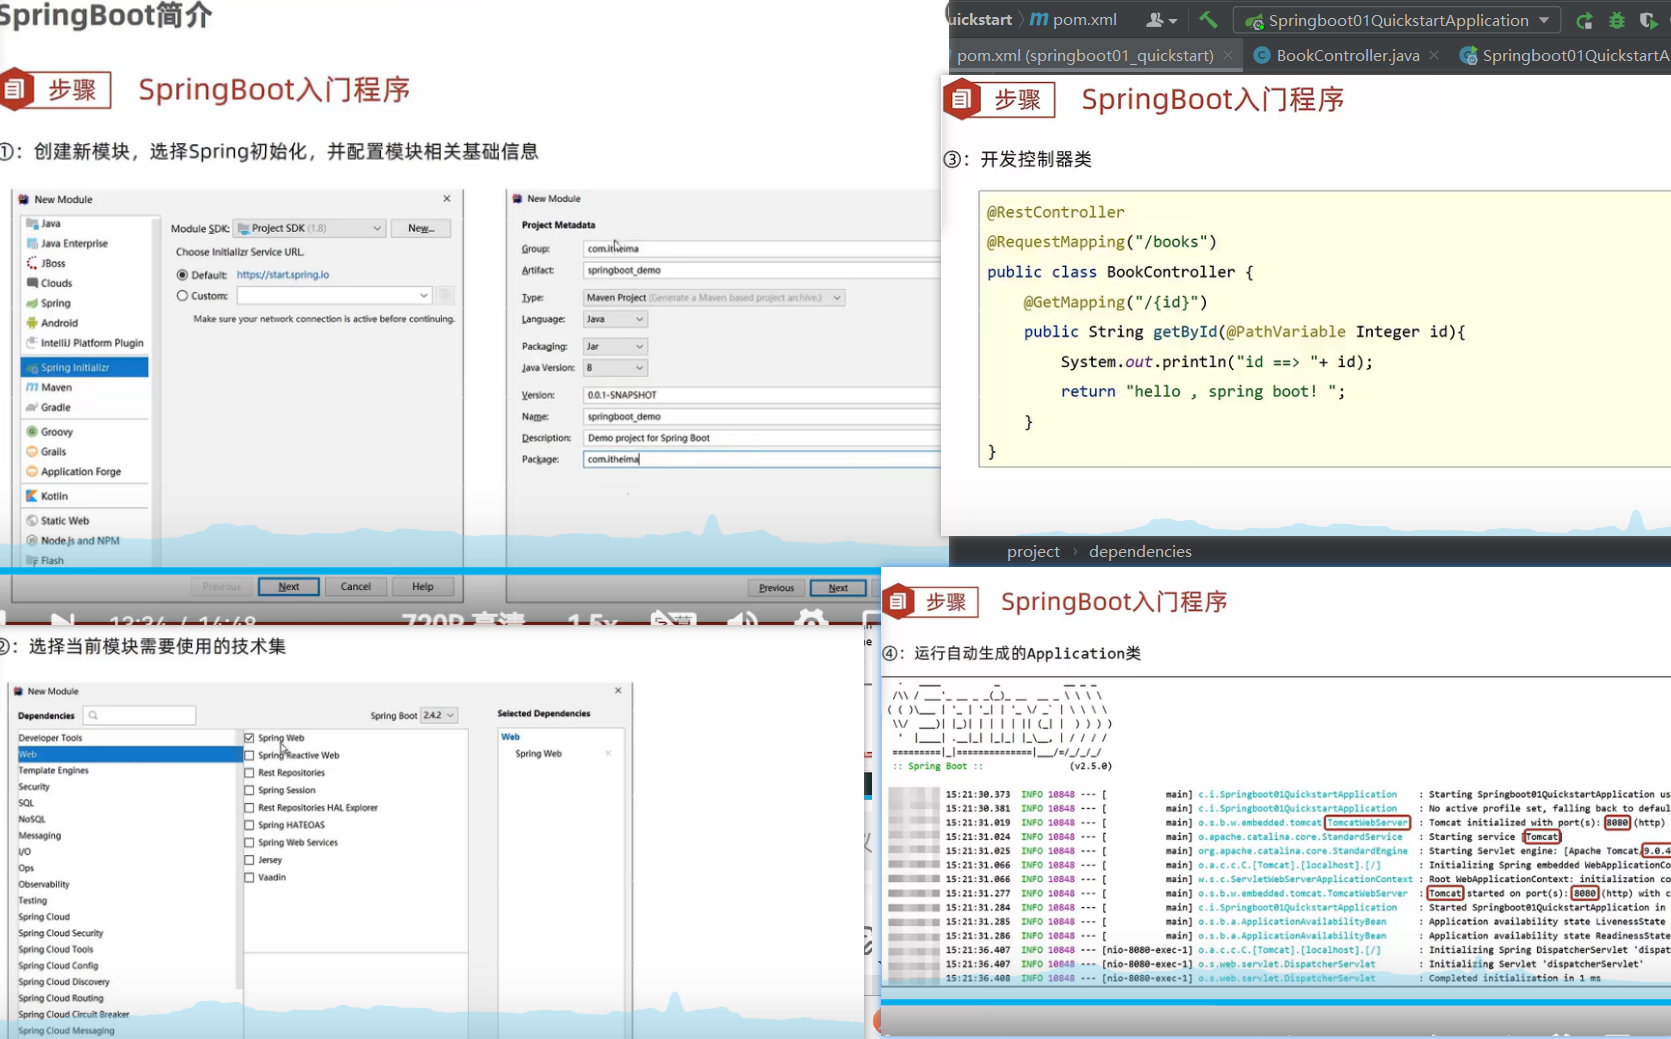 SpringBoot简介
步骤 SpringBoot入门程序
①：创建新模块，选择Spring初始化，并配置模块相关基础信息
New Module
Java
Java Enterprise
JBoss
Clouds
Spring
Android
IntelliJ Platform Plugin
Spring Initializr
Maven
Gradle
Groovy
Grails
Application Forge
Kotlin
Static Web
Node.js and NPM
Flash
Module SDK: Project SDK (1.8) New...
Choose Initializr Service URL.
Default: https://start.spring.io
Custom:
Make sure your network connection is active before continuing.
Previous Next Cancel Help
New Module
Project Metadata
Group: com.itheima
Artifact: springboot_demo
Type: Maven Project (Generate a Maven based project archive.)
Language: Java
Packaging: Jar
Java Version: 8
Version: 0.0.1-SNAPSHOT
Name: springboot_demo
Description: Demo project for Spring Boot
Package: com.itheima
Previous Next
13:34 / 14:48 720P 高清 1.5x
②：选择当前模块需要使用的技术集
New Module
Dependencies Spring Boot 2.4.2
Developer Tools
Web
Template Engines
Security
SQL
NoSQL
Messaging
I/O
Ops
Observability
Testing
Spring Cloud
Spring Cloud Security
Spring Cloud Tools
Spring Cloud Config
Spring Cloud Discovery
Spring Cloud Routing
Spring Cloud Circuit Breaker
Spring Cloud Messaging
Spring Web
Spring Reactive Web
Rest Repositories
Spring Session
Rest Repositories HAL Explorer
Spring HATEOAS
Spring Web Services
Jersey
Vaadin
Selected Dependencies
Web
Spring Web
uickstart pom.xml Springboot01QuickstartApplication
pom.xml (springboot01_quickstart) BookController.java Springboot01QuickstartA
步骤 SpringBoot入门程序
③：开发控制器类
@RestController
@RequestMapping("/books")
public class BookController {
@GetMapping("/{id}")
public String getById(@PathVariable Integer id){
System.out.println("id ==> "+ id);
return "hello , spring boot! ";
}
}
project › dependencies
步骤 SpringBoot入门程序
④：运行自动生成的Application类
:: Spring Boot :: (v2.5.0)
15:21:30.373 INFO 10848 --- [ main] c.i.Springboot01QuickstartApplication : Starting Springboot01QuickstartApplication us
15:21:30.381 INFO 10848 --- [ main] c.i.Springboot01QuickstartApplication : No active profile set, falling back to defaul
15:21:31.019 INFO 10848 --- [ main] o.s.b.w.embedded.tomcat.TomcatWebServer : Tomcat initialized with port(s): 8080 (http)
15:21:31.024 INFO 10848 --- [ main] o.apache.catalina.core.StandardService : Starting service [Tomcat]
15:21:31.025 INFO 10848 --- [ main] org.apache.catalina.core.StandardEngine : Starting Servlet engine: [Apache Tomcat/9.0.4
15:21:31.066 INFO 10848 --- [ main] o.a.c.c.C.[Tomcat].[localhost].[/] : Initializing Spring embedded WebApplicationCo
15:21:31.066 INFO 10848 --- [ main] w.s.c.ServletWebServerApplicationContext : Root WebApplicationContext: initialization co
15:21:31.277 INFO 10848 --- [ main] o.s.b.w.embedded.tomcat.TomcatWebServer : Tomcat started on port(s): 8080 (http) with c
15:21:31.284 INFO 10848 --- [ main] c.i.Springboot01QuickstartApplication : Started Springboot01QuickstartApplication in
15:21:31.285 INFO 10848 --- [ main] o.s.b.a.ApplicationAvailabilityBean : Application availability state LivenessState
15:21:31.286 INFO 10848 --- [ main] o.s.b.a.ApplicationAvailabilityBean : Application availability state ReadinessState
15:21:36.407 INFO 10848 --- [nio-8080-exec-1] o.a.c.c.C.[Tomcat].[localhost].[/] : Initializing Spring DispatcherServlet 'dispat
15:21:36.407 INFO 10848 --- [nio-8080-exec-1] o.s.web.servlet.DispatcherServlet : Initializing Servlet 'dispatcherServlet'
15:21:36.408 INFO 10848 --- [nio-8080-exec-1] o.s.web.servlet.DispatcherServlet : Completed initialization in 1 ms